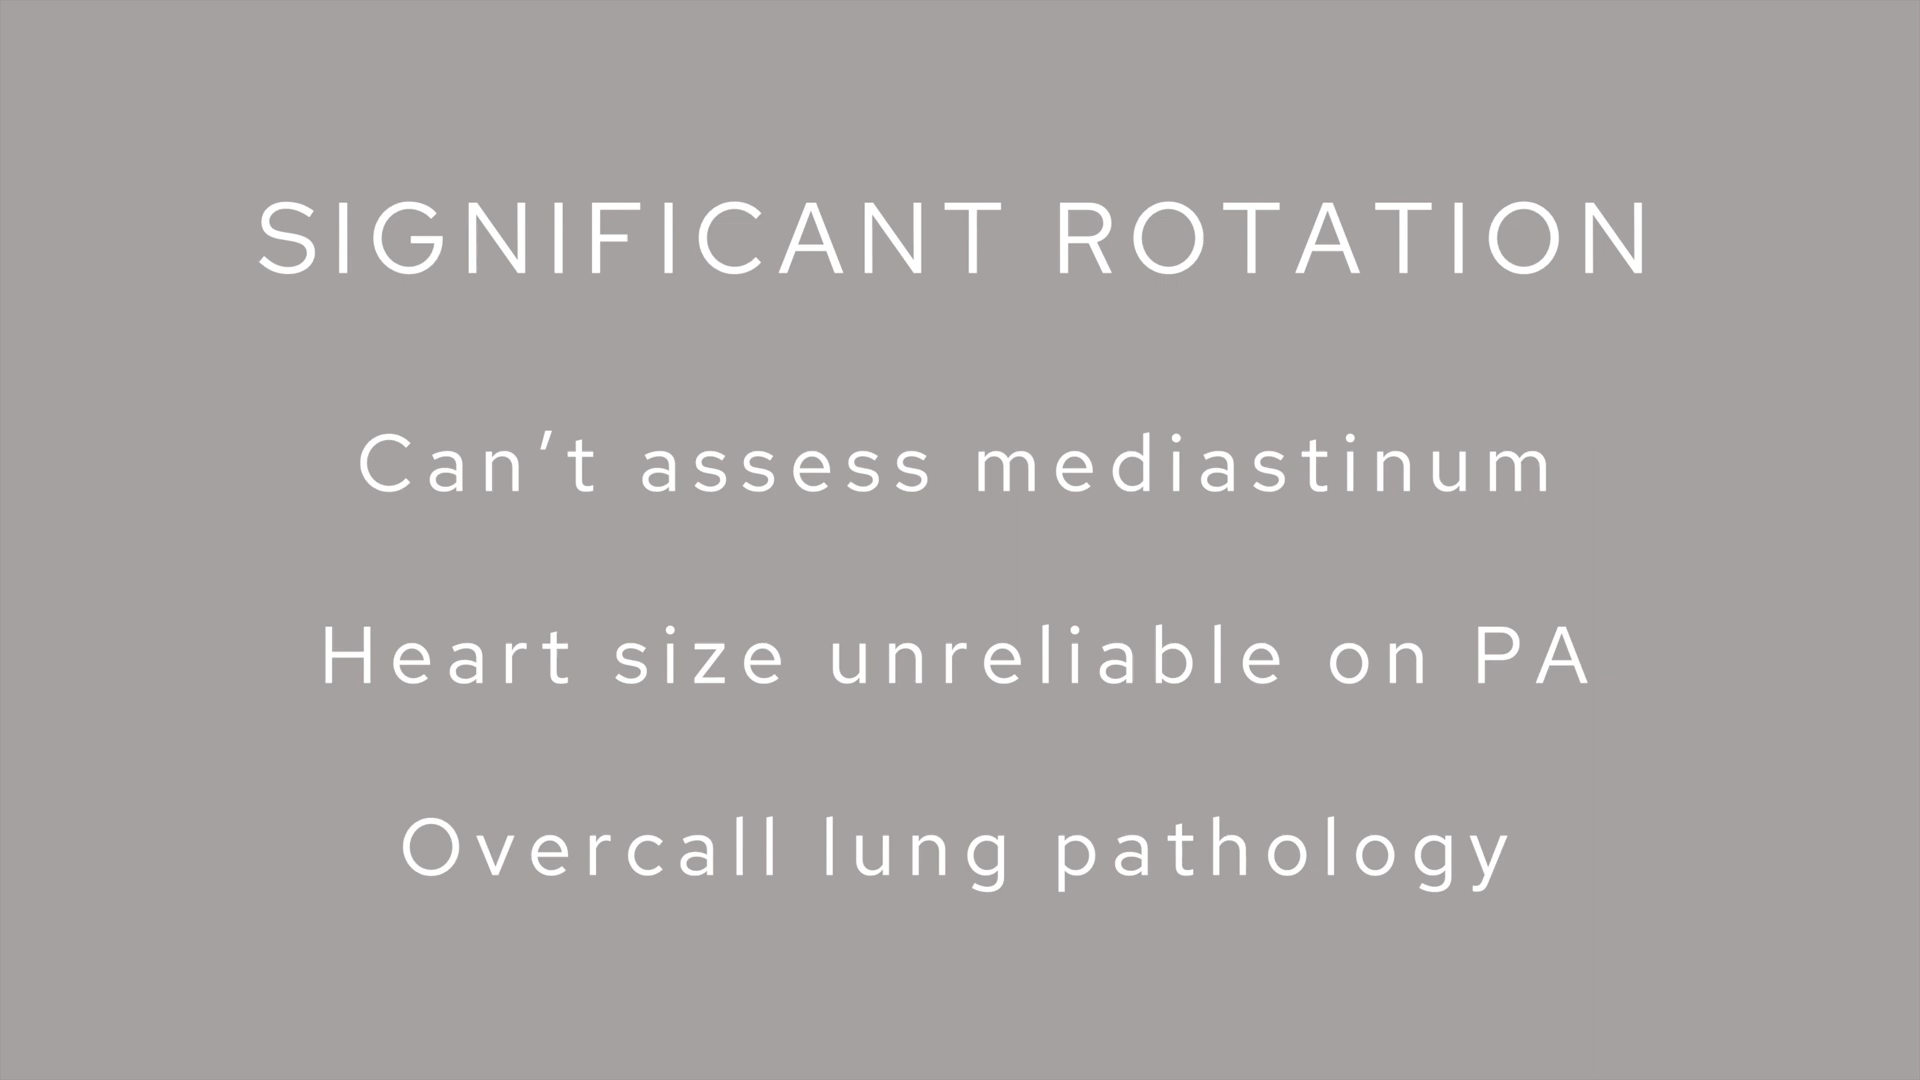 SIGNIFICANT ROTATION
Can’t assess mediastinum
Heart size unreliable on PA
Overcall lung pathology